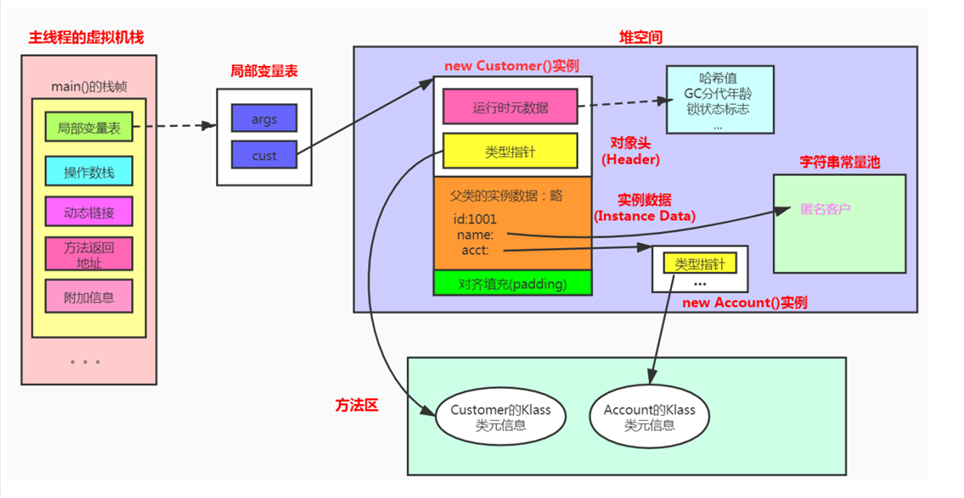 主线程的虚拟机栈
main()的栈帧
局部变量表
操作数栈
动态链接
方法返回
地址
附加信息
。。。
局部变量表
args
cust
堆空间
new Customer()实例
运行时元数据
类型指针
哈希值
GC分代年龄
锁状态标志
...
对象头
(Header)
父类的实例数据：略
id:1001
name:
acct:
实例数据
(Instance Data)
对齐填充(padding)
字符串常量池
匿名客户
类型指针
...
new Account()实例
方法区
Customer的Klass
类元信息
Account的Klass
类元信息